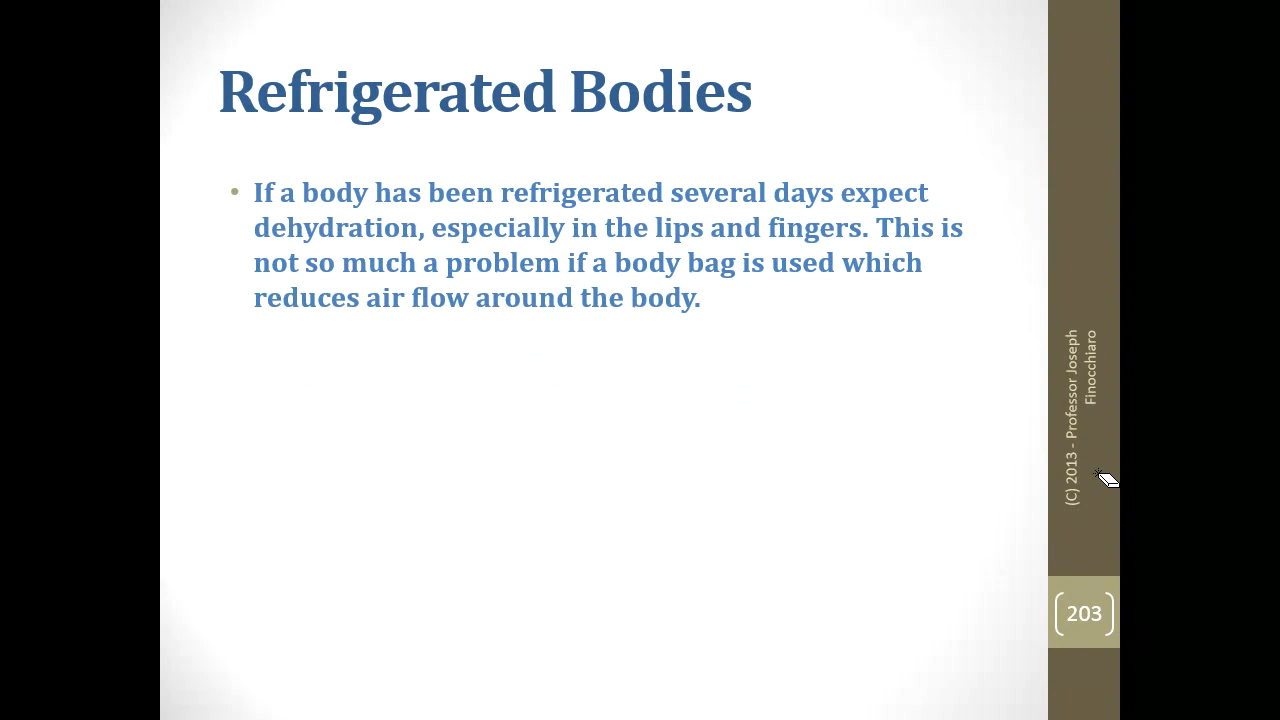 Refrigerated Bodies
• If a body has been refrigerated several days expect
dehydration, especially in the lips and fingers. This is
not so much a problem if a body bag is used which
reduces air flow around the body.
(C) 2013 - Professor Joseph
Finocchiaro
203